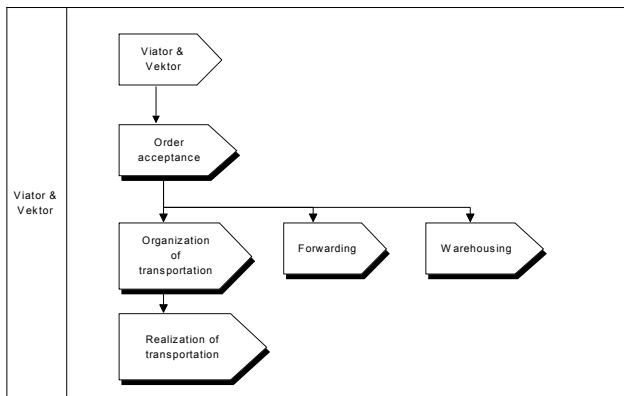 Viator &
Vektor
Order
acceptance
Viator &
Vektor
Organization
of
transportation
Forwarding
Warehousing
Realization of
transportation